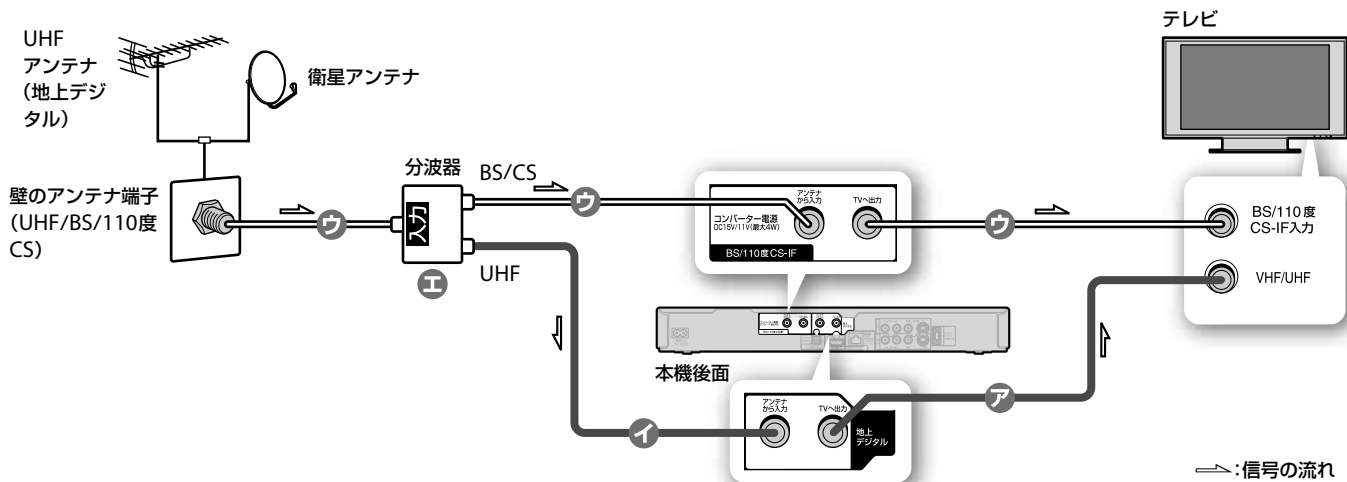 UHF
アンテナ
(地上デジ
タル)
衛星アンテナ
テレビ
壁のアンテナ端子
(UHF/BS/110度
CS)
分波器
BS/CS
入力
UHF
ウ
エ
ウ
アンテナ
から入力
TVへ出力
コンバーター電源
DC15V/11V(最大4W)
BS/110度CS-IF
ウ
BS/110度
CS-IF入力
VHF/UHF
本機後面
アンテナ
から入力
TVへ出力
地上
デジタル
イ
ア
:信号の流れ